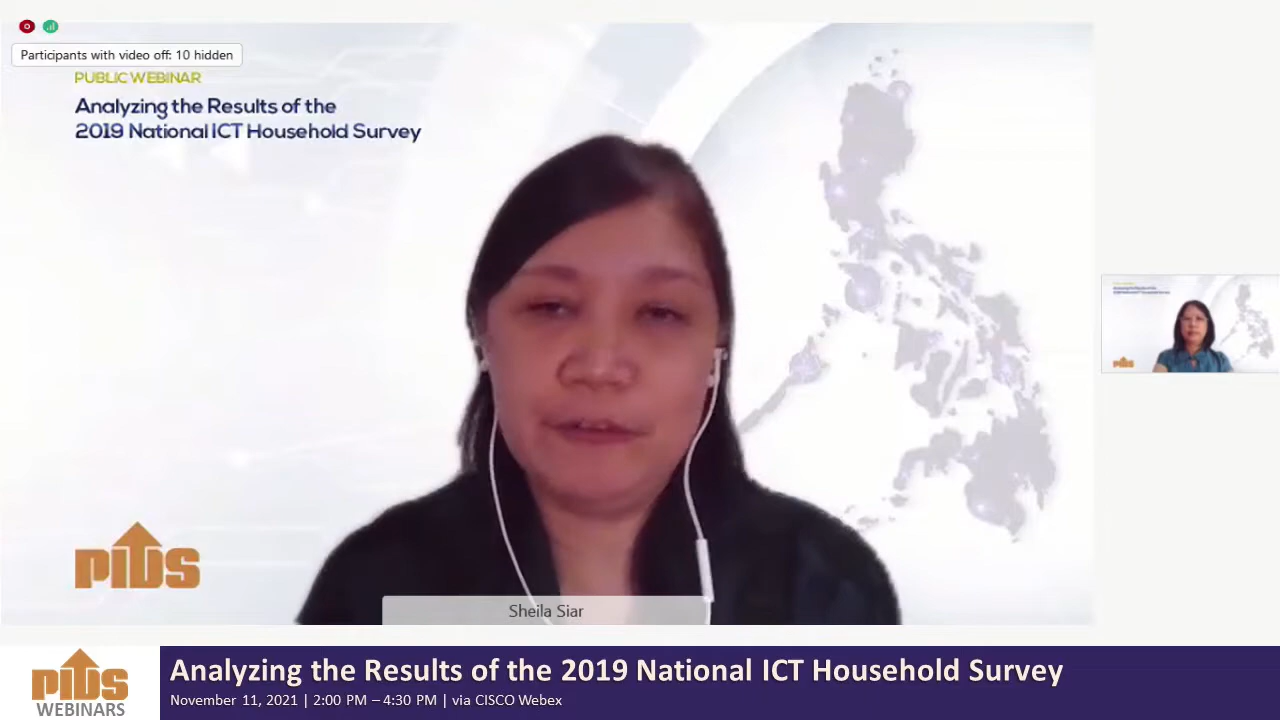 Participants with video off: 10 hidden
PUBLIC WEBINAR
Analyzing the Results of the
2019 National ICT Household Survey
PIDS
Sheila Siar
PIDS
PIDS
WEBINARS
Analyzing the Results of the 2019 National ICT Household Survey
November 11, 2021 | 2:00 PM – 4:30 PM | via CISCO Webex